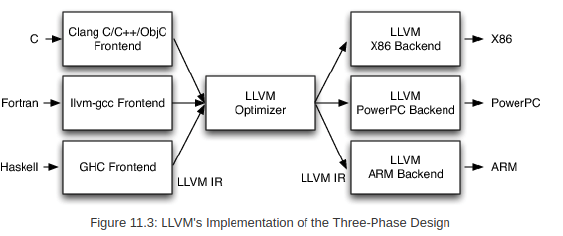 C
Clang C/C++/ObjC
Frontend
LLVM
X86 Backend
X86
Fortran
llvm-gcc Frontend
LLVM
Optimizer
LLVM
PowerPC Backend
PowerPC
Haskell
GHC Frontend
LLVM IR
LLVM IR
LLVM
ARM Backend
ARM
Figure 11.3: LLVM's Implementation of the Three-Phase Design